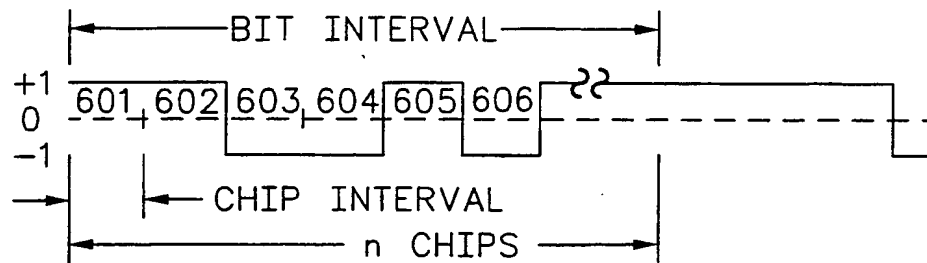 BIT INTERVAL
+1
601 602 603 604 605 606
0
-1
CHIP INTERVAL
n CHIPS